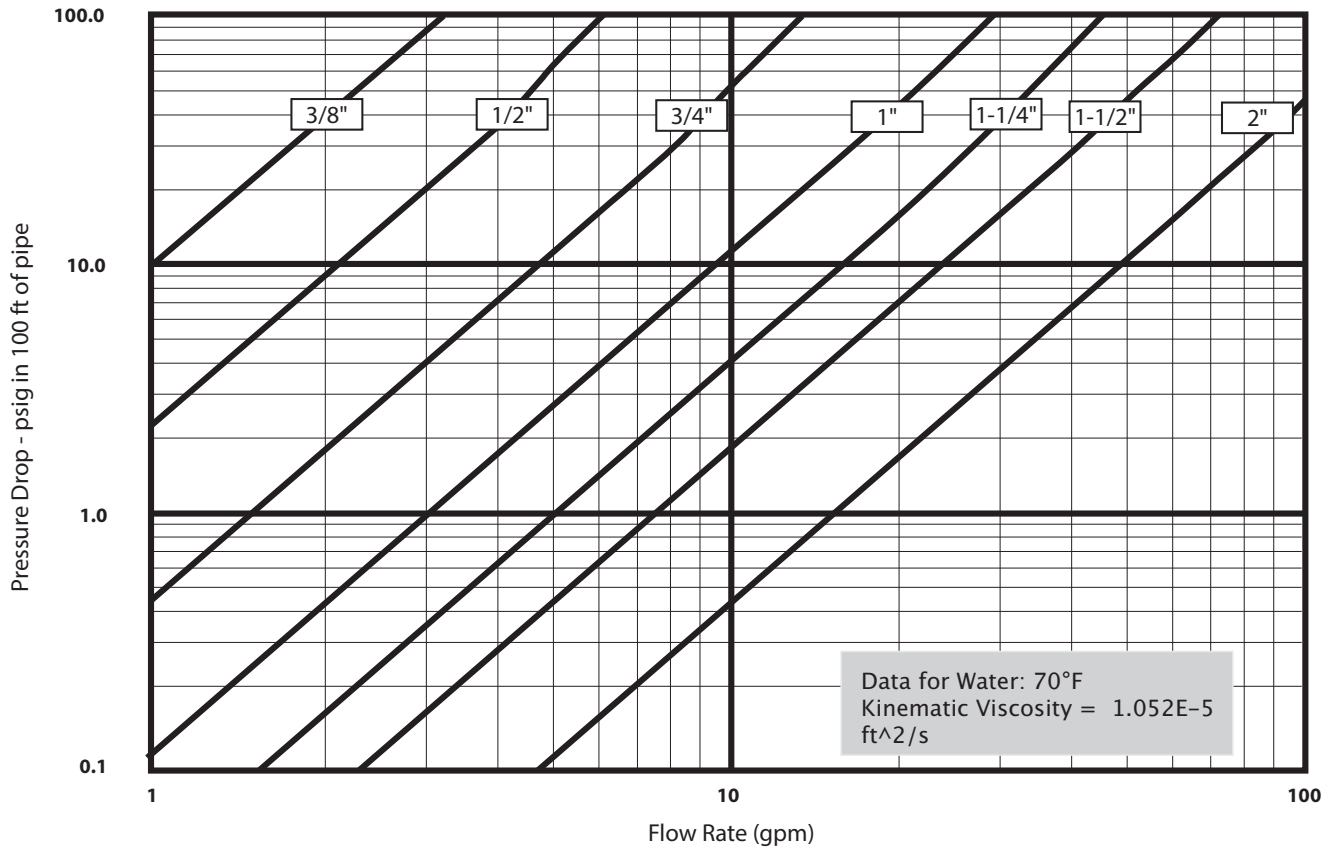 100.0
3/8"
1/2"
3/4"
1"
1-1/4"
1-1/2"
2"
Pressure Drop - psig in 100 ft of pipe
10.0
1.0
Data for Water: 70°F
Kinematic Viscosity = 1.052E-5
ft^2/s
0.1
1
10
100
Flow Rate (gpm)